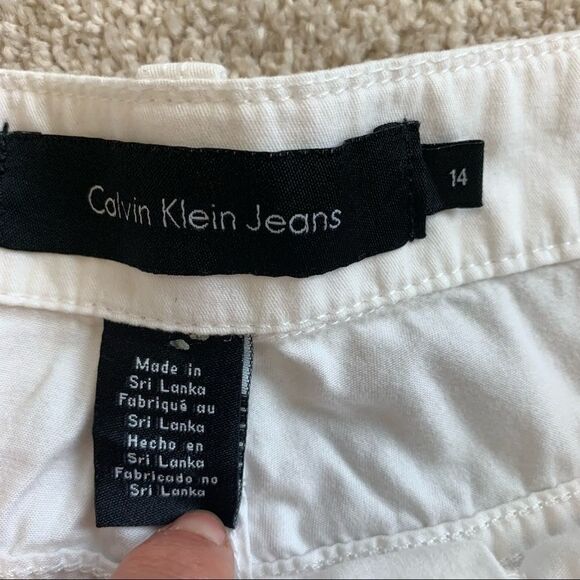 Calvin Klein Jeans
14
Made in
Sri Lanka
Fabriqué au
Sri Lanka
Hecho en
Sri Lanka
Fabricado no
Sri Lanka